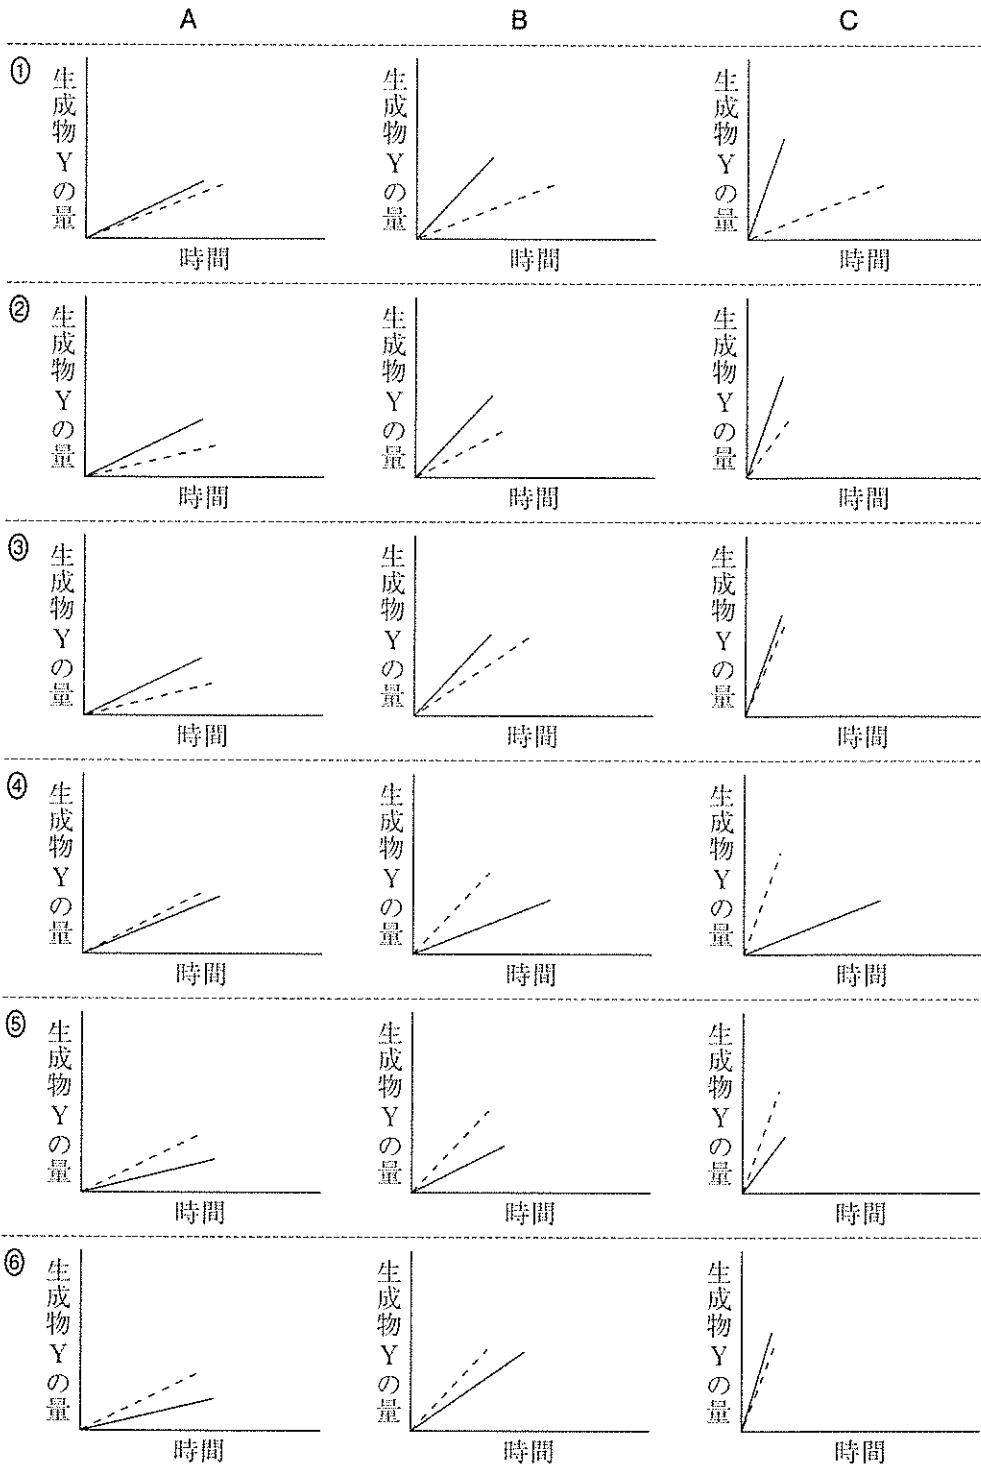 A B C
① 生成物Yの量 生成物Yの量 生成物Yの量
時間 時間 時間
② 生成物Yの量 生成物Yの量 生成物Yの量
時間 時間 時間
③ 生成物Yの量 生成物Yの量 生成物Yの量
時間 時間 時間
④ 生成物Yの量 生成物Yの量 生成物Yの量
時間 時間 時間
⑤ 生成物Yの量 生成物Yの量 生成物Yの量
時間 時間 時間
⑥ 生成物Yの量 生成物Yの量 生成物Yの量
時間 時間 時間